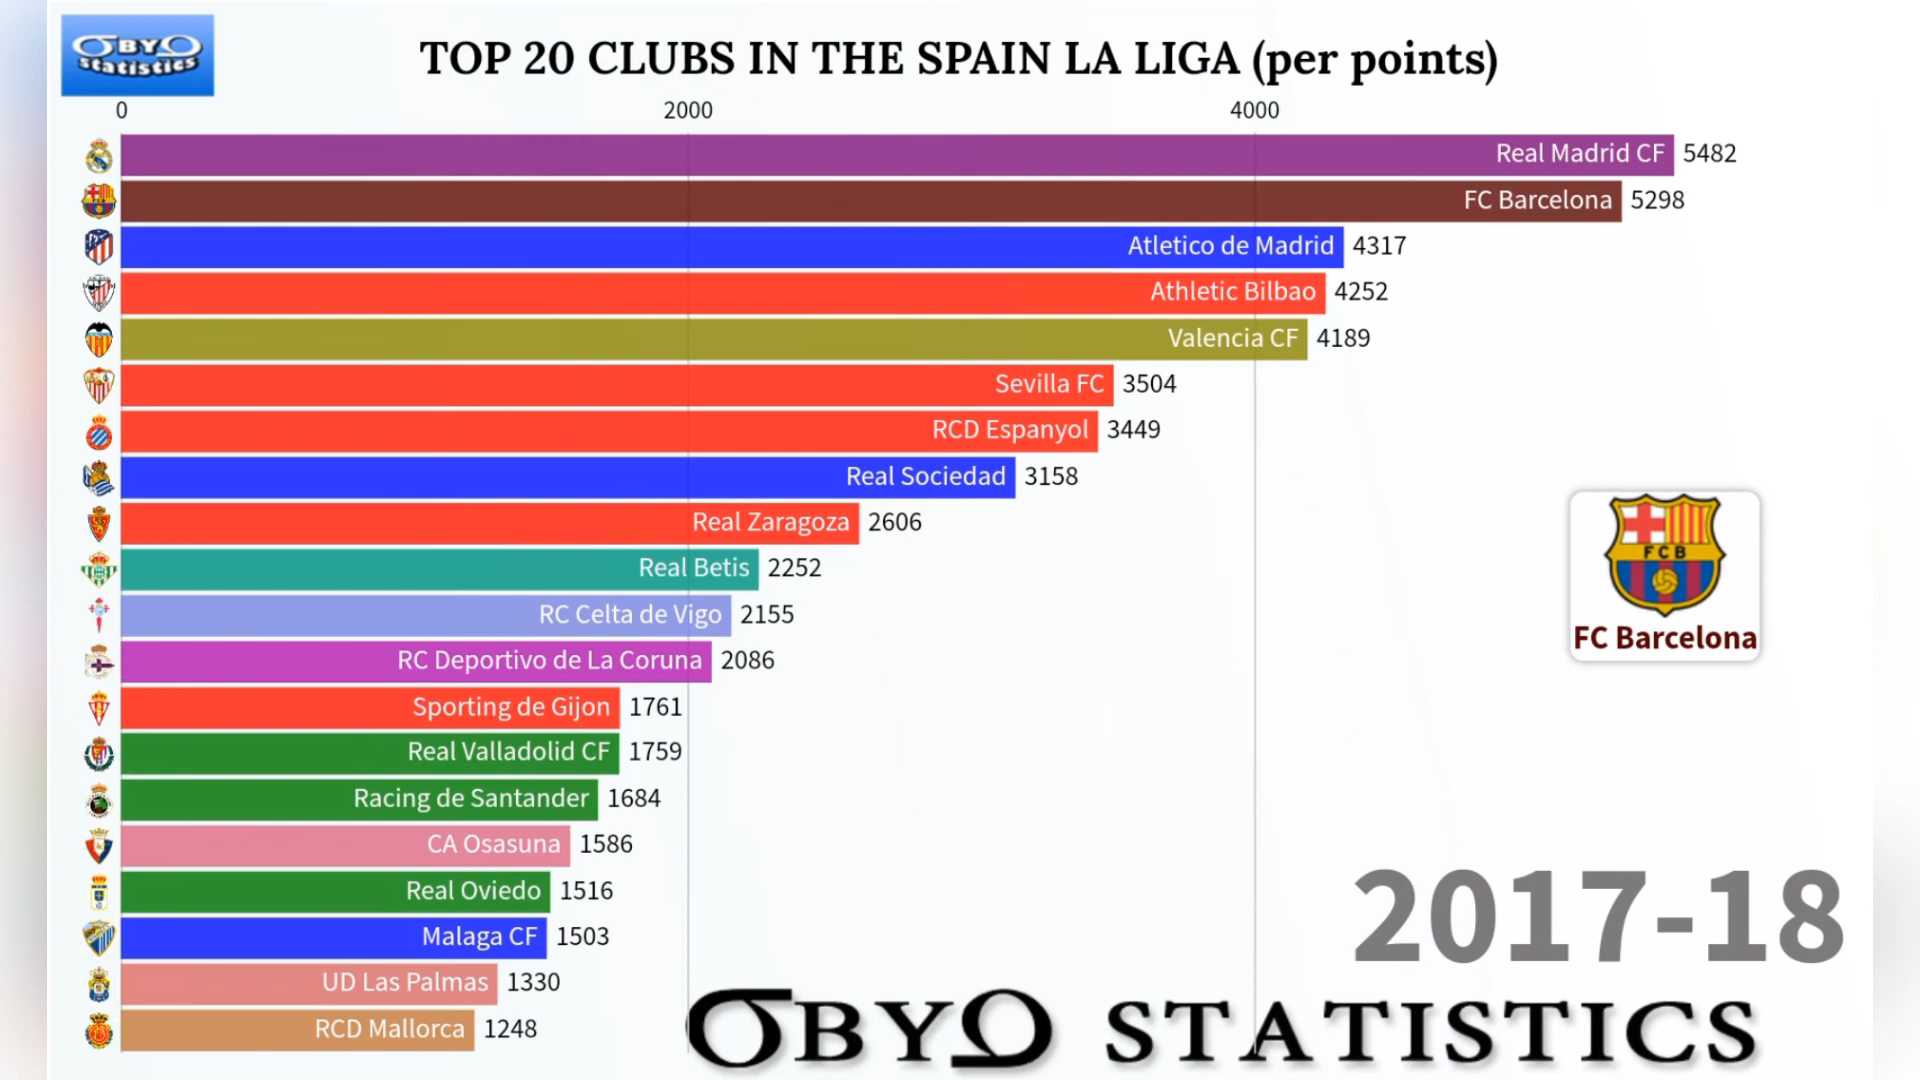 OBYO
statistics
TOP 20 CLUBS IN THE SPAIN LA LIGA (per points)
0 2000 4000
Real Madrid CF 5482
FC Barcelona 5298
Atletico de Madrid 4317
Athletic Bilbao 4252
Valencia CF 4189
Sevilla FC 3504
RCD Espanyol 3449
Real Sociedad 3158
Real Zaragoza 2606
Real Betis 2252
RC Celta de Vigo 2155
RC Deportivo de La Coruna 2086
Sporting de Gijon 1761
Real Valladolid CF 1759
Racing de Santander 1684
CA Osasuna 1586
Real Oviedo 1516
Malaga CF 1503
UD Las Palmas 1330
RCD Mallorca 1248
FCB
FC Barcelona
2017-18
OBYO STATISTICS